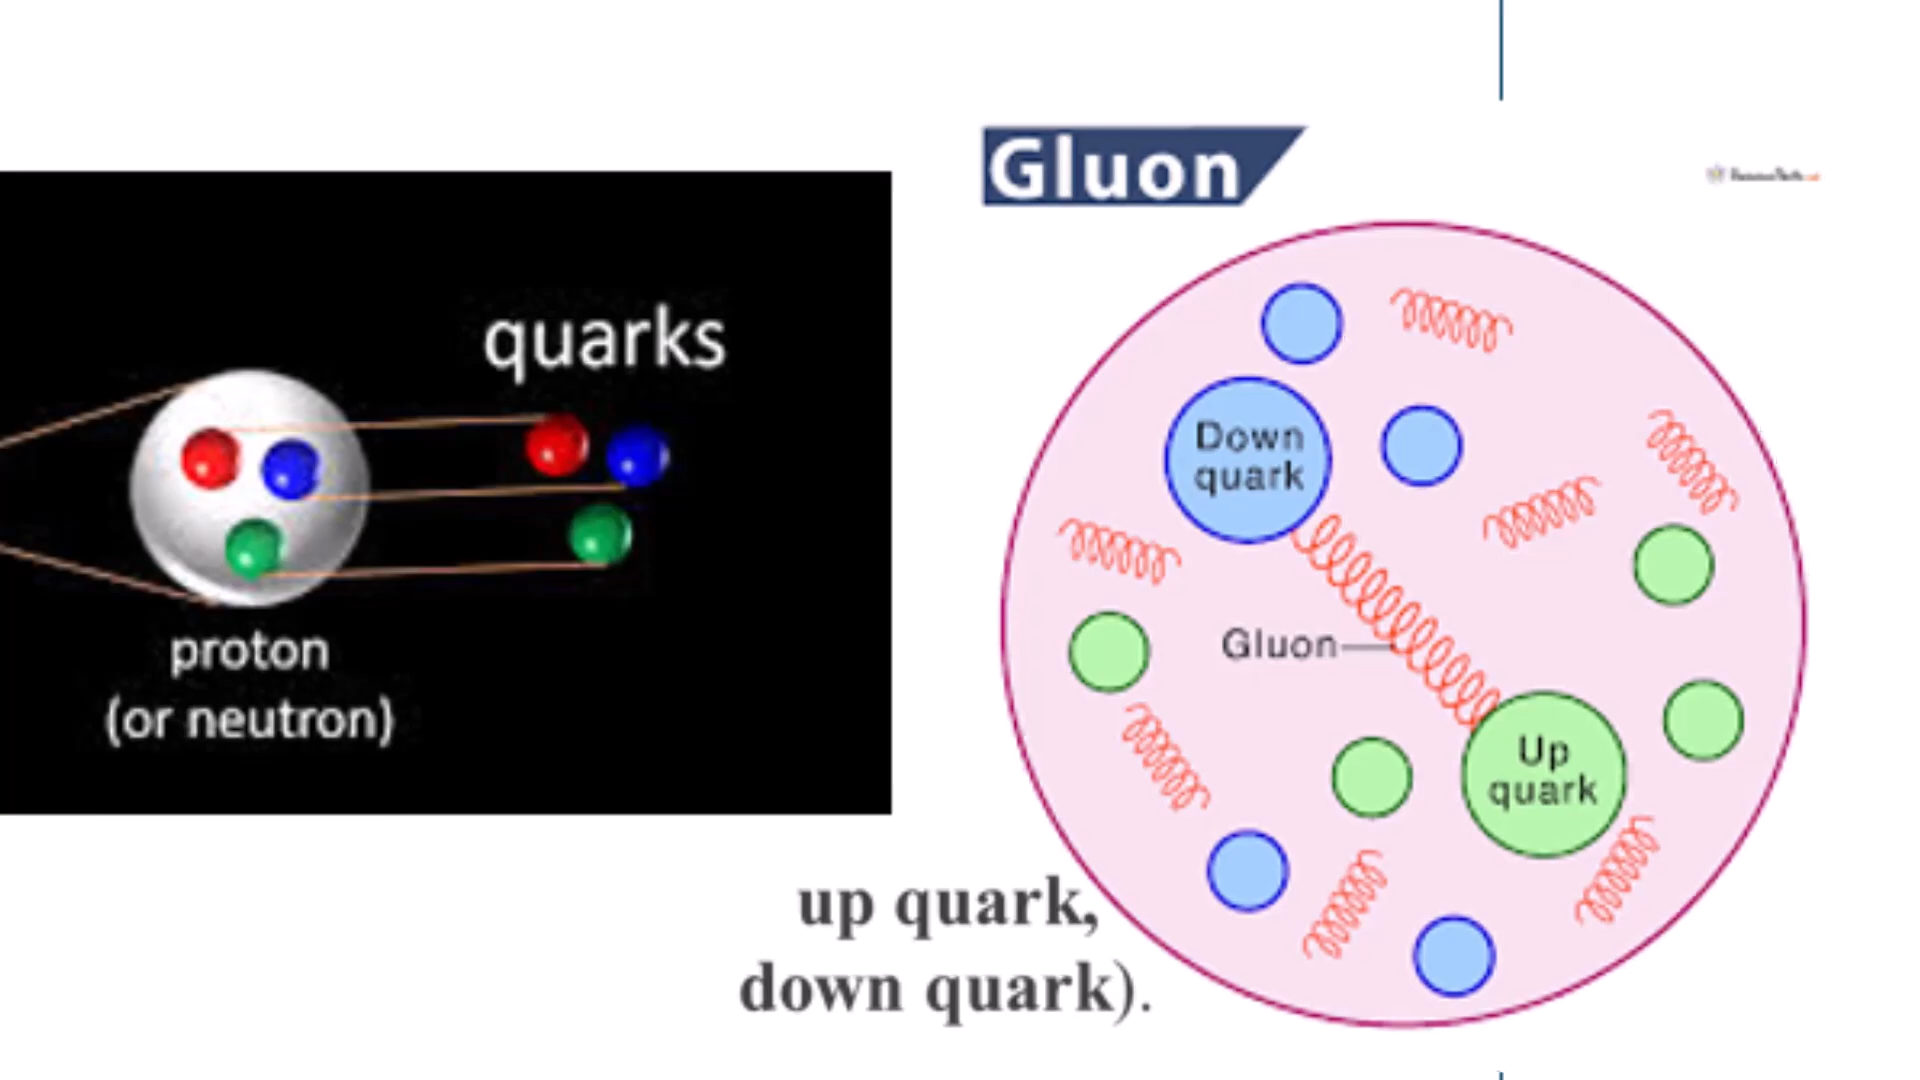 Gluon
quarks
proton
(or neutron)
Down
quark
Gluon
Up
quark
up quark,
down quark).